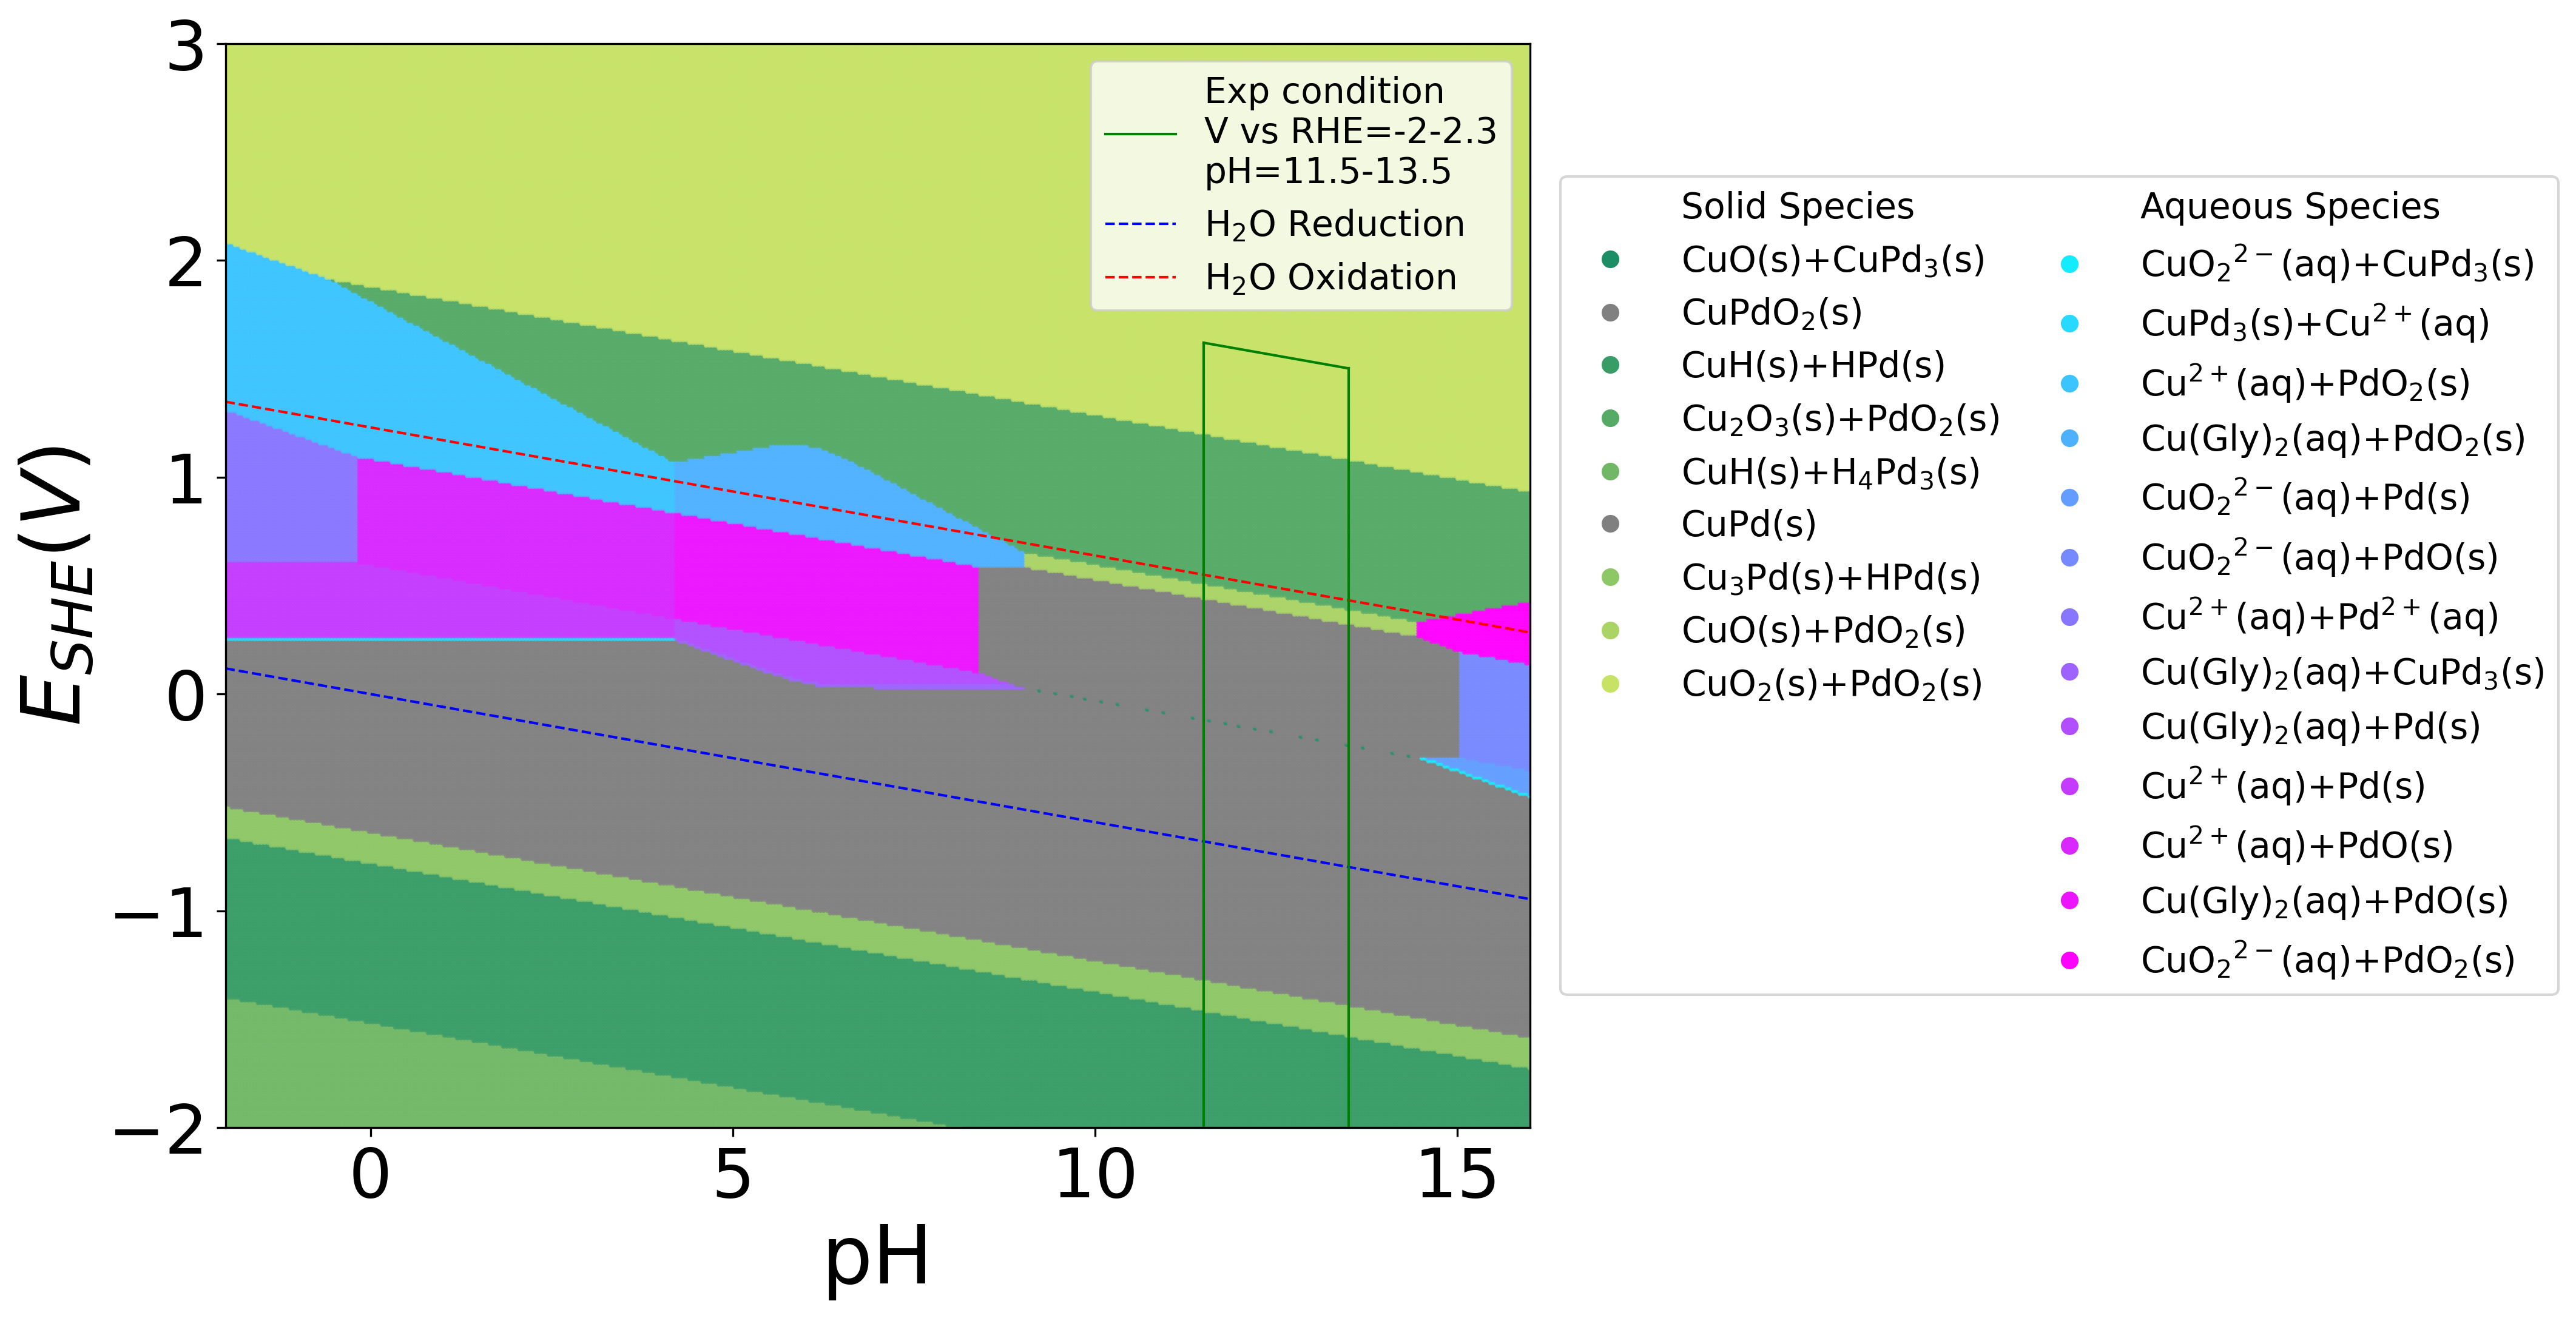 3
2
1
0
−1
−2
E_SHE(V)
0
5
10
15
pH
Exp condition
V vs RHE=-2-2.3
pH=11.5-13.5
H₂O Reduction
H₂O Oxidation
Solid Species
CuO(s)+CuPd₃(s)
CuPdO₂(s)
CuH(s)+HPd(s)
Cu₂O₃(s)+PdO₂(s)
CuH(s)+H₄Pd₃(s)
CuPd(s)
Cu₃Pd(s)+HPd(s)
CuO(s)+PdO₂(s)
CuO₂(s)+PdO₂(s)
Aqueous Species
CuO₂²⁻(aq)+CuPd₃(s)
CuPd₃(s)+Cu²⁺(aq)
Cu²⁺(aq)+PdO₂(s)
Cu(Gly)₂(aq)+PdO₂(s)
CuO₂²⁻(aq)+Pd(s)
CuO₂²⁻(aq)+PdO(s)
Cu²⁺(aq)+Pd²⁺(aq)
Cu(Gly)₂(aq)+CuPd₃(s)
Cu(Gly)₂(aq)+Pd(s)
Cu²⁺(aq)+Pd(s)
Cu²⁺(aq)+PdO(s)
Cu(Gly)₂(aq)+PdO(s)
CuO₂²⁻(aq)+PdO₂(s)